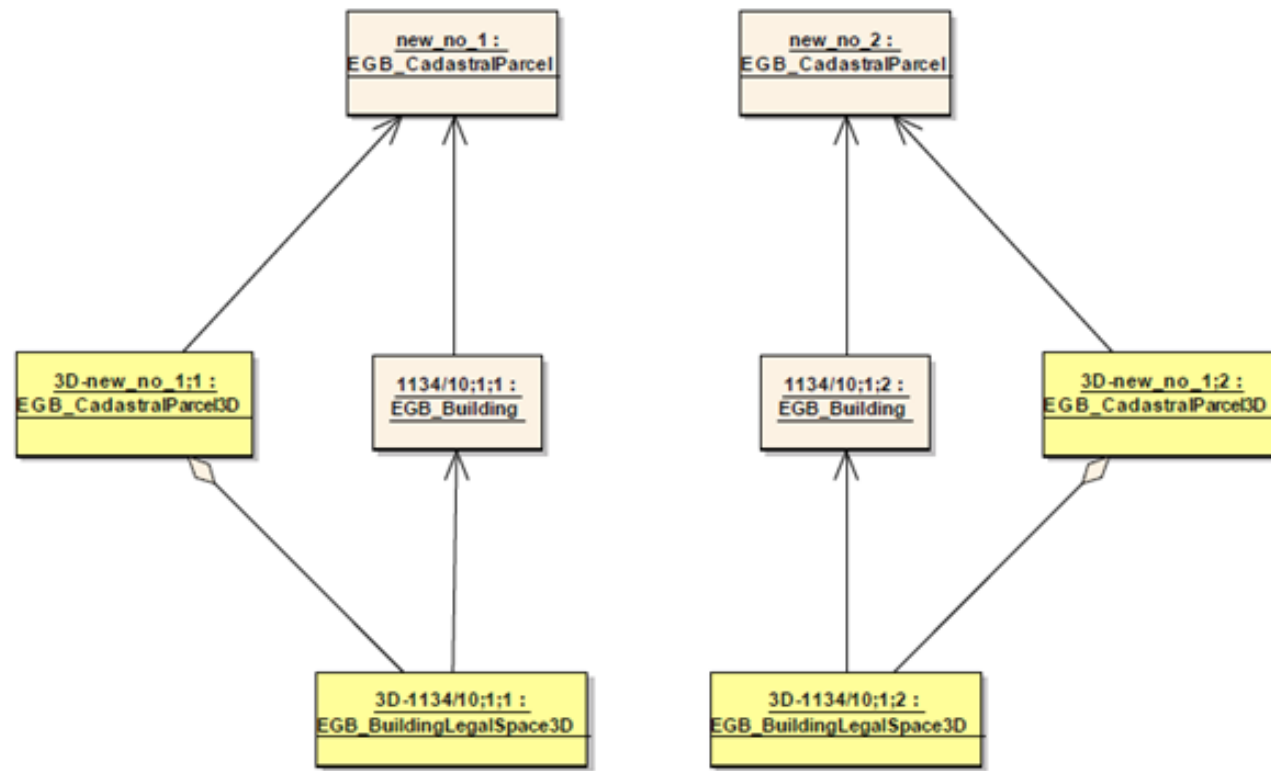 new_no_1 :
EGB_CadastralParcel
new_no_2 :
EGB_CadastralParcel
3D-new_no_1;1 :
EGB_CadastralParcel3D
1134/10;1;1 :
EGB_Building
1134/10;1;2 :
EGB_Building
3D-new_no_1;2 :
EGB_CadastralParcel3D
3D-1134/10;1;1 :
EGB_BuildingLegalSpace3D
3D-1134/10;1;2 :
EGB_BuildingLegalSpace3D